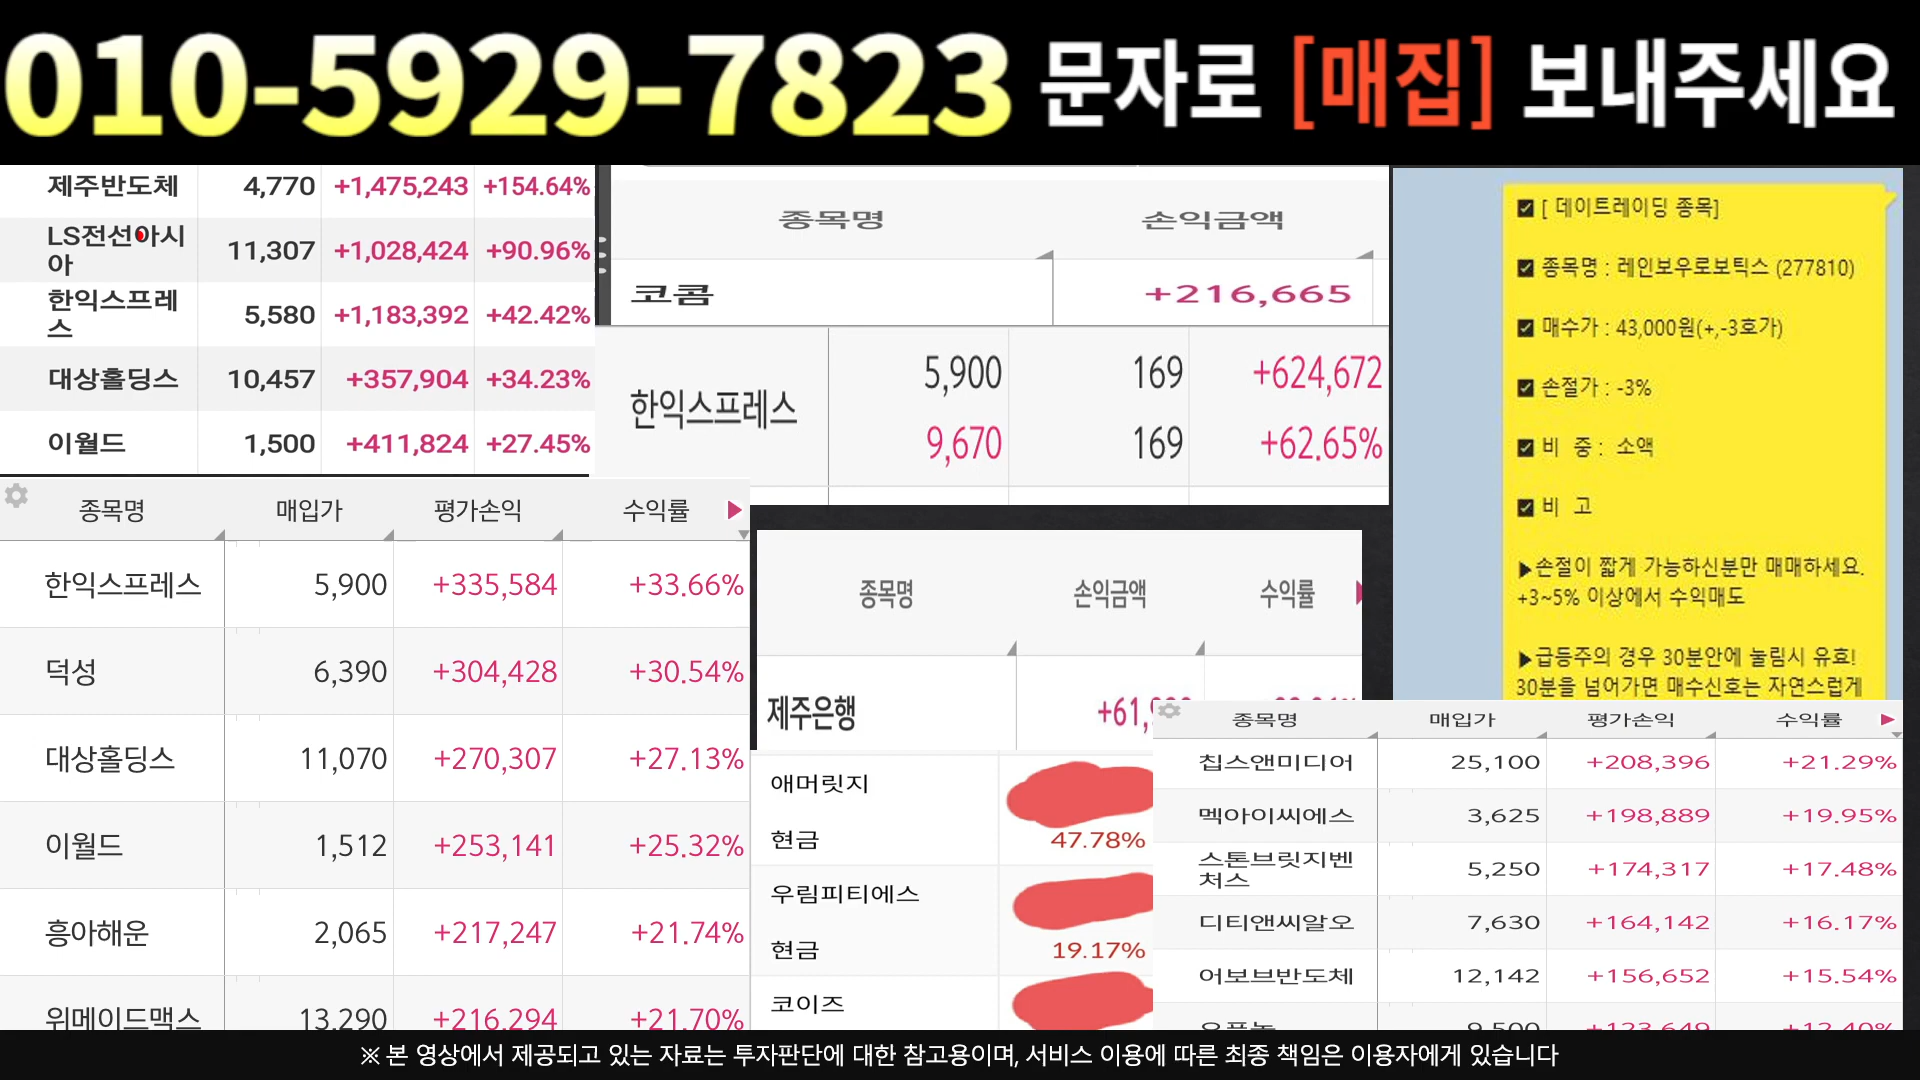 010-5929-7823 문자로 [매집] 보내주세요
제주반도체 4,770 +1,475,243 +154.64%
LS전선아시
아 11,307 +1,028,424 +90.96%
한익스프레
스 5,580 +1,183,392 +42.42%
대상홀딩스 10,457 +357,904 +34.23%
이월드 1,500 +411,824 +27.45%
종목명 손익금액
코콤 +216,665
한익스프레스
5,900 169 +624,672
9,670 169 +62.65%
[ 데이트레이딩 종목]
종목명 : 레인보우로보틱스 (277810)
매수가 : 43,000원(+,-3호가)
손절가 : -3%
비 중 : 소액
비 고
▶손절이 짧게 가능하신분만 매매하세요.
+3~5% 이상에서 수익매도
▶급등주의 경우 30분안에 눌림시 유효!
30분을 넘어가면 매수신호는 자연스럽게
종목명 매입가 평가손익 수익률
한익스프레스 5,900 +335,584 +33.66%
덕성 6,390 +304,428 +30.54%
대상홀딩스 11,070 +270,307 +27.13%
이월드 1,512 +253,141 +25.32%
흥아해운 2,065 +217,247 +21.74%
위메이드맥스 13,290 +216,294 +21.70%
종목명 손익금액 수익률
제주은행 +61,
애머릿지
현금 47.78%
우림피티에스
현금 19.17%
코이즈
종목명 매입가 평가손익 수익률
칩스앤미디어 25,100 +208,396 +21.29%
멕아이씨에스 3,625 +198,889 +19.95%
스톤브릿지벤
처스 5,250 +174,317 +17.48%
디티앤씨알오 7,630 +164,142 +16.17%
어보브반도체 12,142 +156,652 +15.54%
※ 본 영상에서 제공되고 있는 자료는 투자판단에 대한 참고용이며, 서비스 이용에 따른 최종 책임은 이용자에게 있습니다